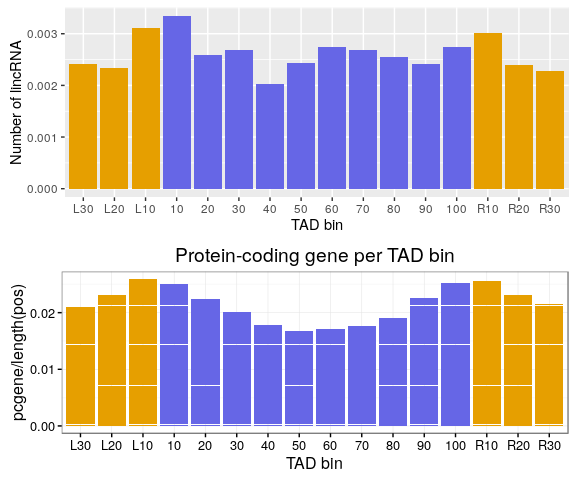 Number of lincRNA
0.003
0.002
0.001
0.000
L30 L20 L10 10 20 30 40 50 60 70 80 90 100 R10 R20 R30
TAD bin
Protein-coding gene per TAD bin
pcgene/length(pos)
0.02
0.01
0.00
L30 L20 L10 10 20 30 40 50 60 70 80 90 100 R10 R20 R30
TAD bin